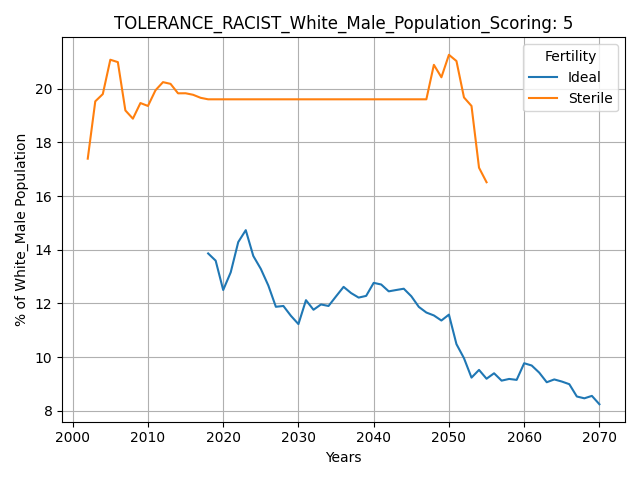 TOLERANCE_RACIST_White_Male_Population_Scoring: 5
Fertility
Ideal
Sterile
% of White_Male Population
20
18
16
14
12
10
8
2000 2010 2020 2030 2040 2050 2060 2070
Years